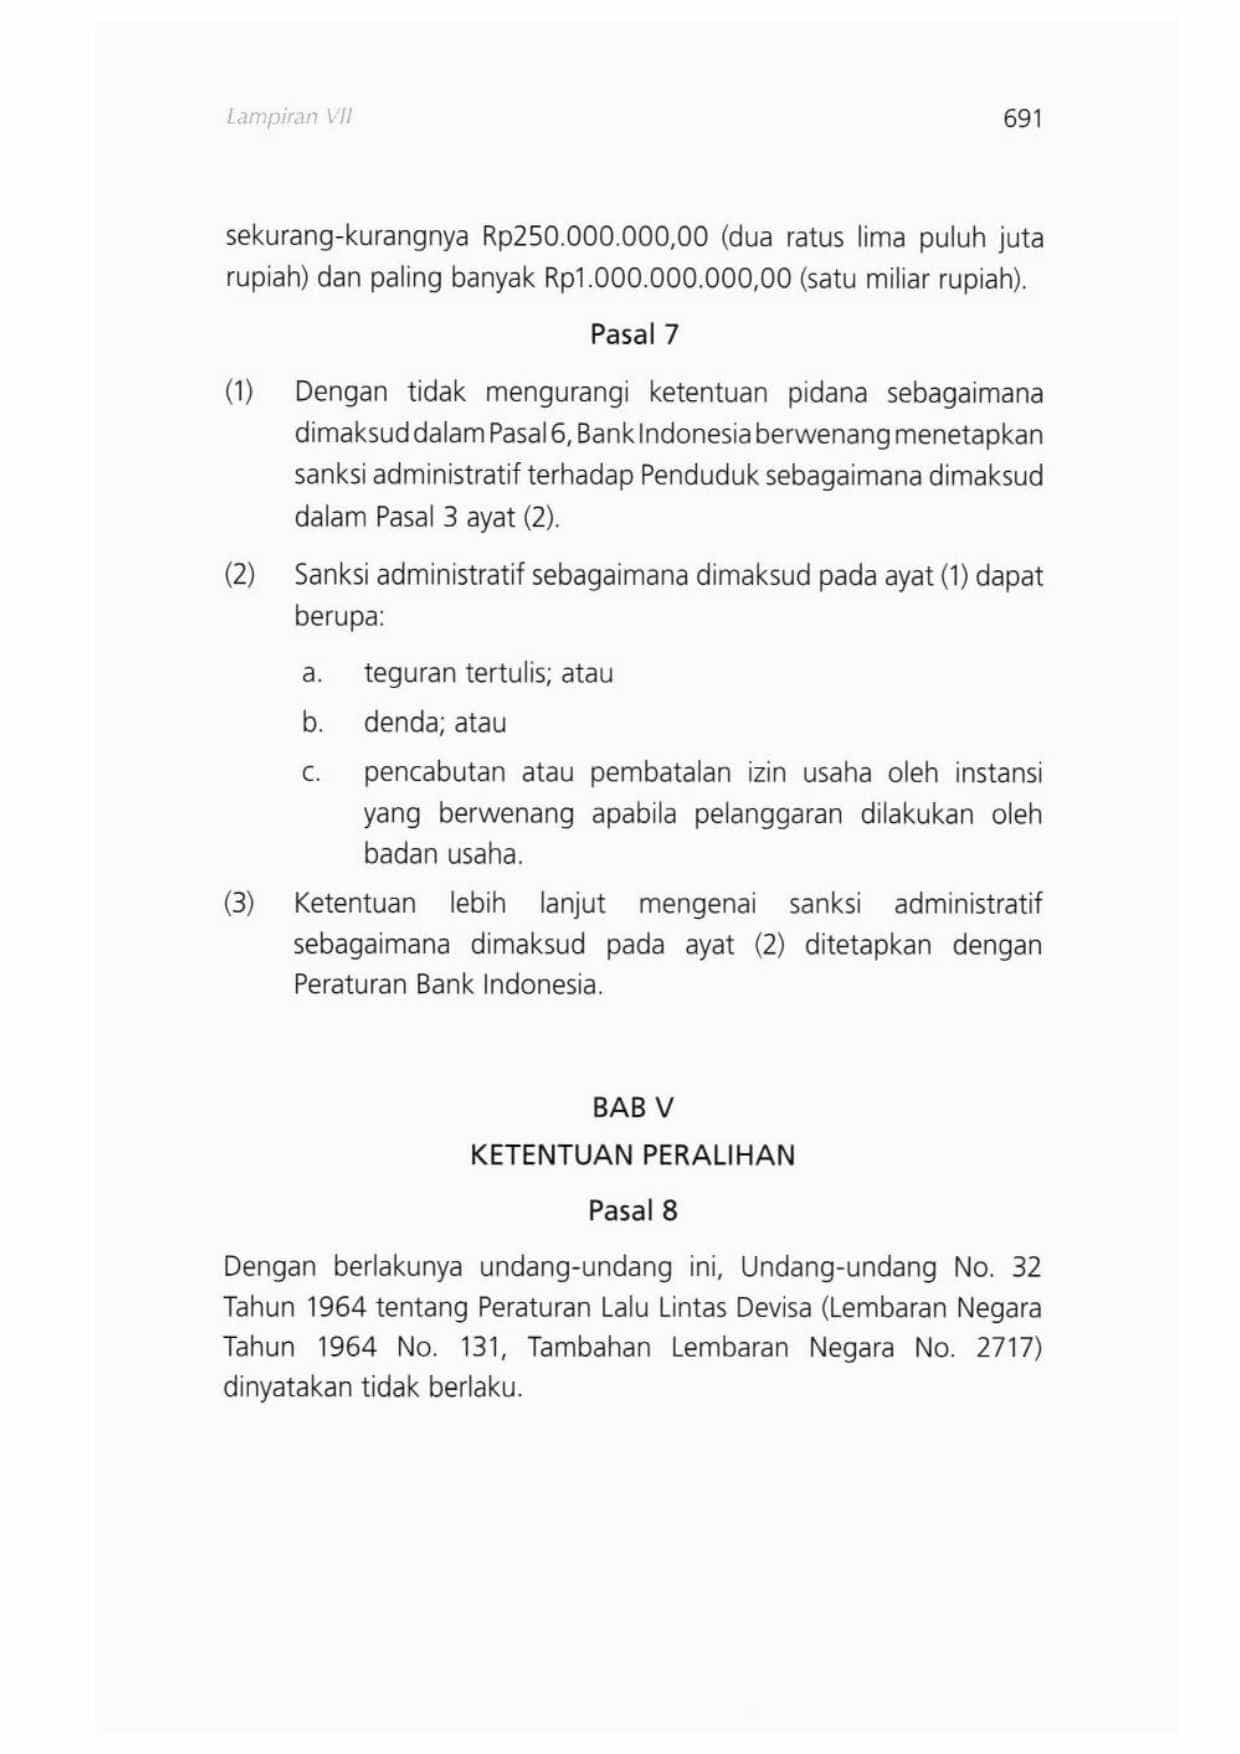 Lampiran VII
691
sekurang-kurangnya Rp250.000.000,00 (dua ratus lima puluh juta
rupiah) dan paling banyak Rp1.000.000.000,00 (satu miliar rupiah).
Pasal 7
(1) Dengan tidak mengurangi ketentuan pidana sebagaimana
dimaksud dalam Pasal 6, Bank Indonesia berwenang menetapkan
sanksi administratif terhadap Penduduk sebagaimana dimaksud
dalam Pasal 3 ayat (2).
(2) Sanksi administratif sebagaimana dimaksud pada ayat (1) dapat
berupa:
a. teguran tertulis; atau
b. denda; atau
c. pencabutan atau pembatalan izin usaha oleh instansi
yang berwenang apabila pelanggaran dilakukan oleh
badan usaha.
(3) Ketentuan lebih lanjut mengenai sanksi administratif
sebagaimana dimaksud pada ayat (2) ditetapkan dengan
Peraturan Bank Indonesia.
BAB V
KETENTUAN PERALIHAN
Pasal 8
Dengan berlakunya undang-undang ini, Undang-undang No. 32
Tahun 1964 tentang Peraturan Lalu Lintas Devisa (Lembaran Negara
Tahun 1964 No. 131, Tambahan Lembaran Negara No. 2717)
dinyatakan tidak berlaku.